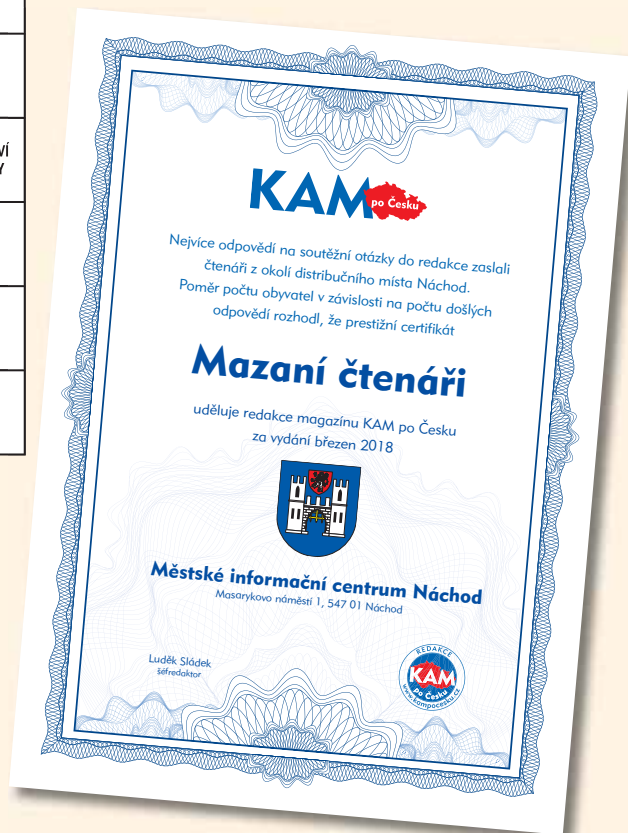 VÍ
Y
KAM
po Česku
Nejvíce odpovědí na soutěžní otázky do redakce zaslali
čtenáři z okolí distribučního místa Náchod.
Poměr počtu obyvatel v závislosti na počtu došlých
odpovědí rozhodl, že prestižní certifikát
Mazaní čtenáři
uděluje redakce magazínu KAM po Česku
za vydání březen 2018
Městské informační centrum Náchod
Masarykovo náměstí 1, 547 01 Náchod
Luděk Sládek
šéfredaktor
REDAKCE
KAM
po Česku
www.kampocesku.cz